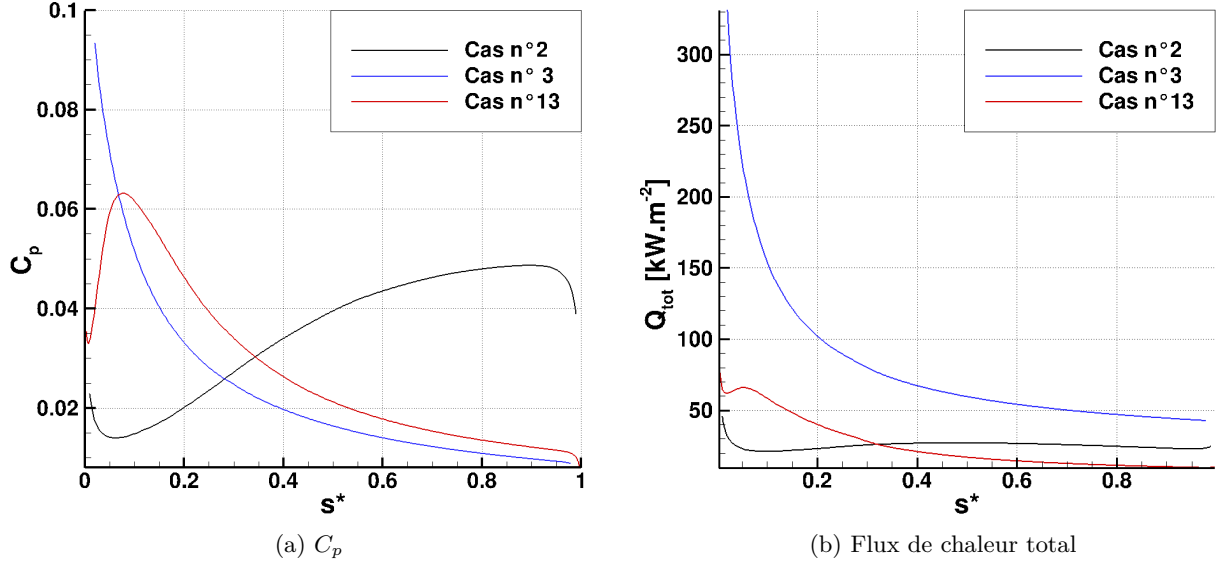 0.1
0.08
0.06
0.04
0.02
C_p
0 0.2 0.4 0.6 0.8 1
s*
Cas n°2
Cas n° 3
Cas n°13
(a) C_p
300
250
200
150
100
50
Q_tot [kW.m^-2]
0.2 0.4 0.6 0.8
s*
Cas n°2
Cas n°3
Cas n°13
(b) Flux de chaleur total